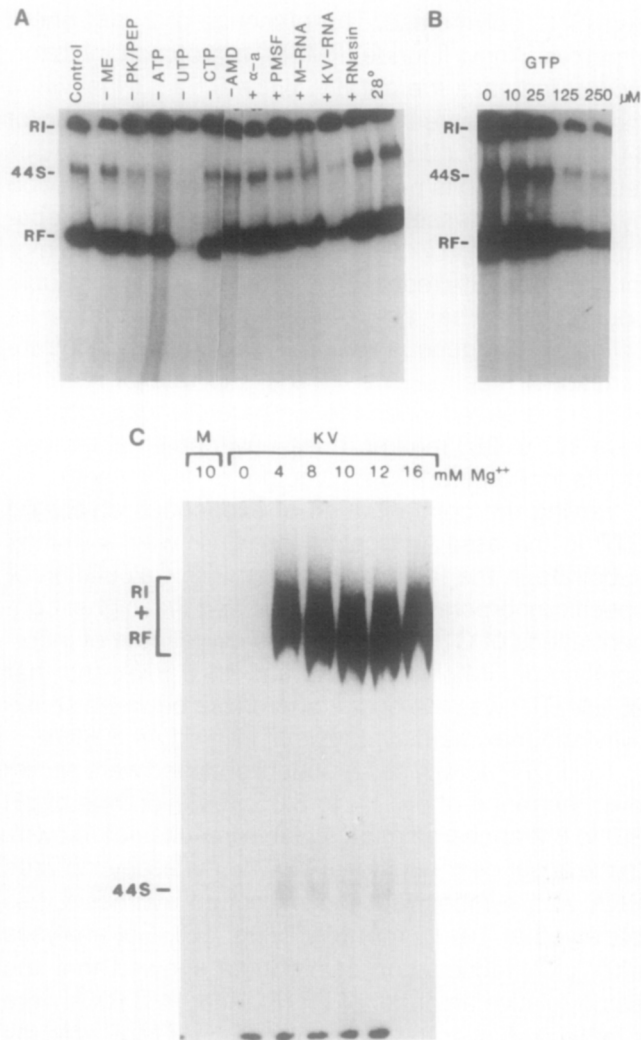 A
Control
- ME
- PK/PEP
- ATP
- UTP
- CTP
-AMD
+ α-a
+ PMSF
+ M-RNA
+ KV-RNA
+ RNasin
28°
RI-
44S-
RF-
B
GTP
0 10 25 125 250 μM
RI-
44S-
RF-
C
M KV
10 0 4 8 10 12 16 mM Mg++
RI
+
RF
44S –